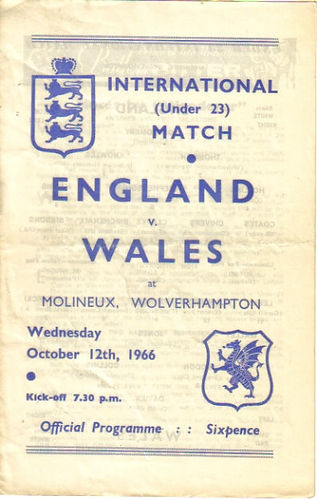 INTERNATIONAL
(Under 23)
MATCH
ENGLAND
v.
WALES
at
MOLINEUX, WOLVERHAMPTON
Wednesday
October 12th, 1966
Kick-off 7.30 p.m.
Official Programme : : Sixpence